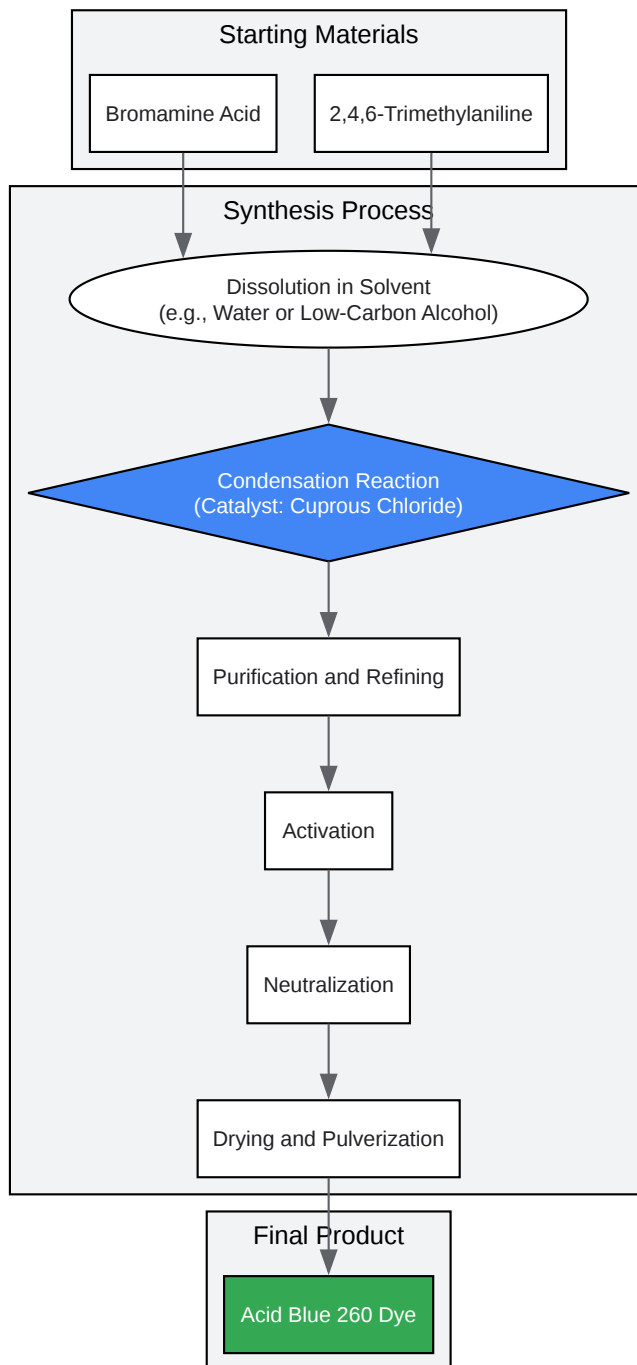 Starting Materials
Bromamine Acid
2,4,6-Trimethylaniline
Synthesis Process
Dissolution in Solvent
(e.g., Water or Low-Carbon Alcohol)
Condensation Reaction
(Catalyst: Cuprous Chloride)
Purification and Refining
Activation
Neutralization
Drying and Pulverization
Final Product
Acid Blue 260 Dye